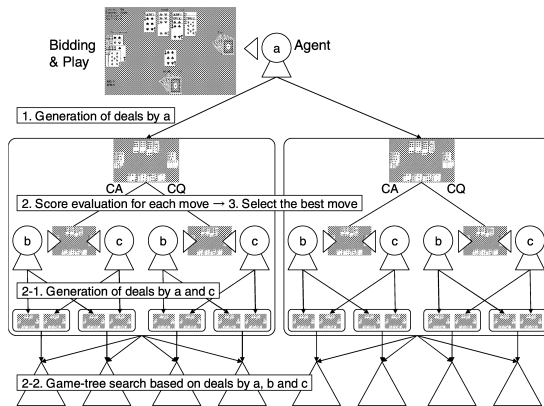 Bidding
& Play
a
Agent
1. Generation of deals by a
CA CQ CA CQ
2. Score evaluation for each move → 3. Select the best move
b c b c b c b c
2-1. Generation of deals by a and c
2-2. Game-tree search based on deals by a, b and c